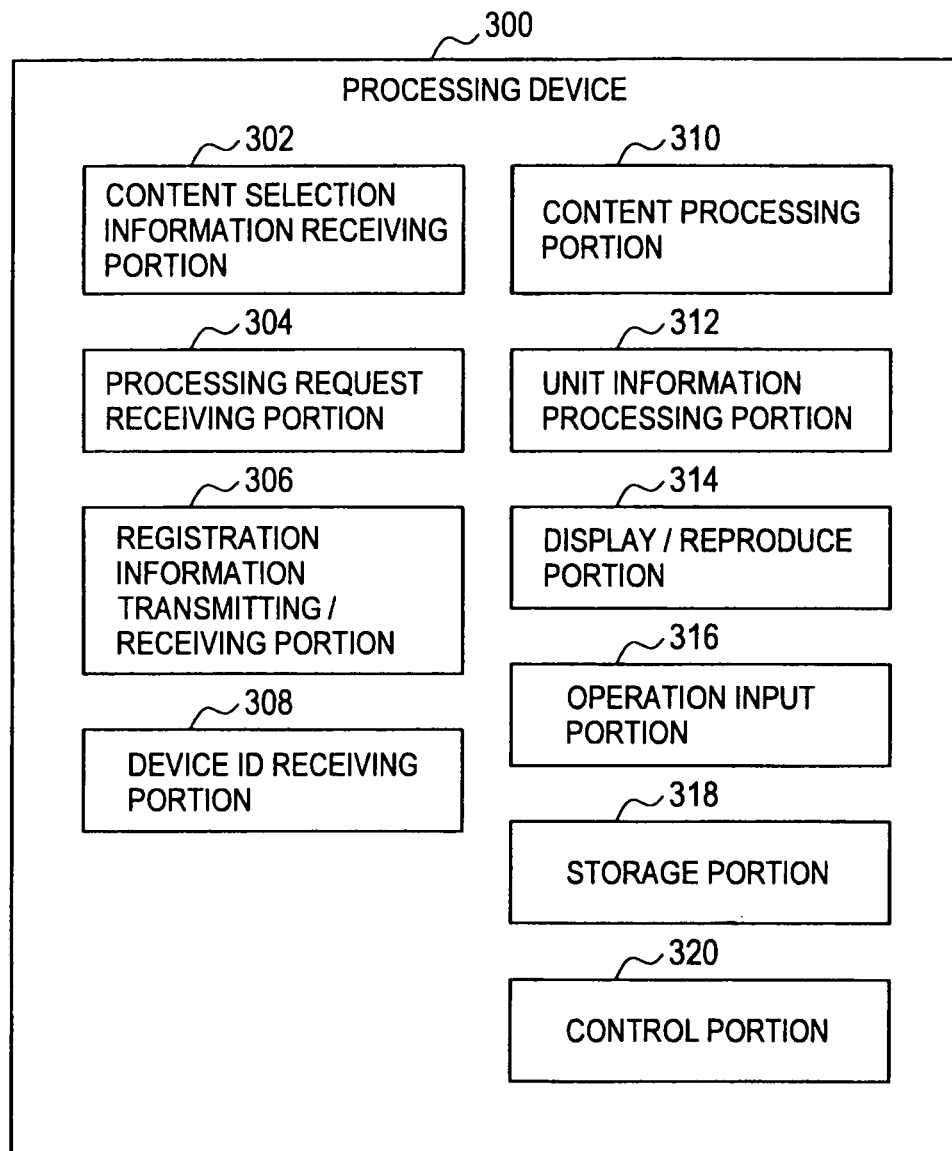 300
PROCESSING DEVICE
302
CONTENT SELECTION
INFORMATION RECEIVING
PORTION
304
PROCESSING REQUEST
RECEIVING PORTION
306
REGISTRATION
INFORMATION
TRANSMITTING /
RECEIVING PORTION
308
DEVICE ID RECEIVING
PORTION
310
CONTENT PROCESSING
PORTION
312
UNIT INFORMATION
PROCESSING PORTION
314
DISPLAY / REPRODUCE
PORTION
316
OPERATION INPUT
PORTION
318
STORAGE PORTION
320
CONTROL PORTION